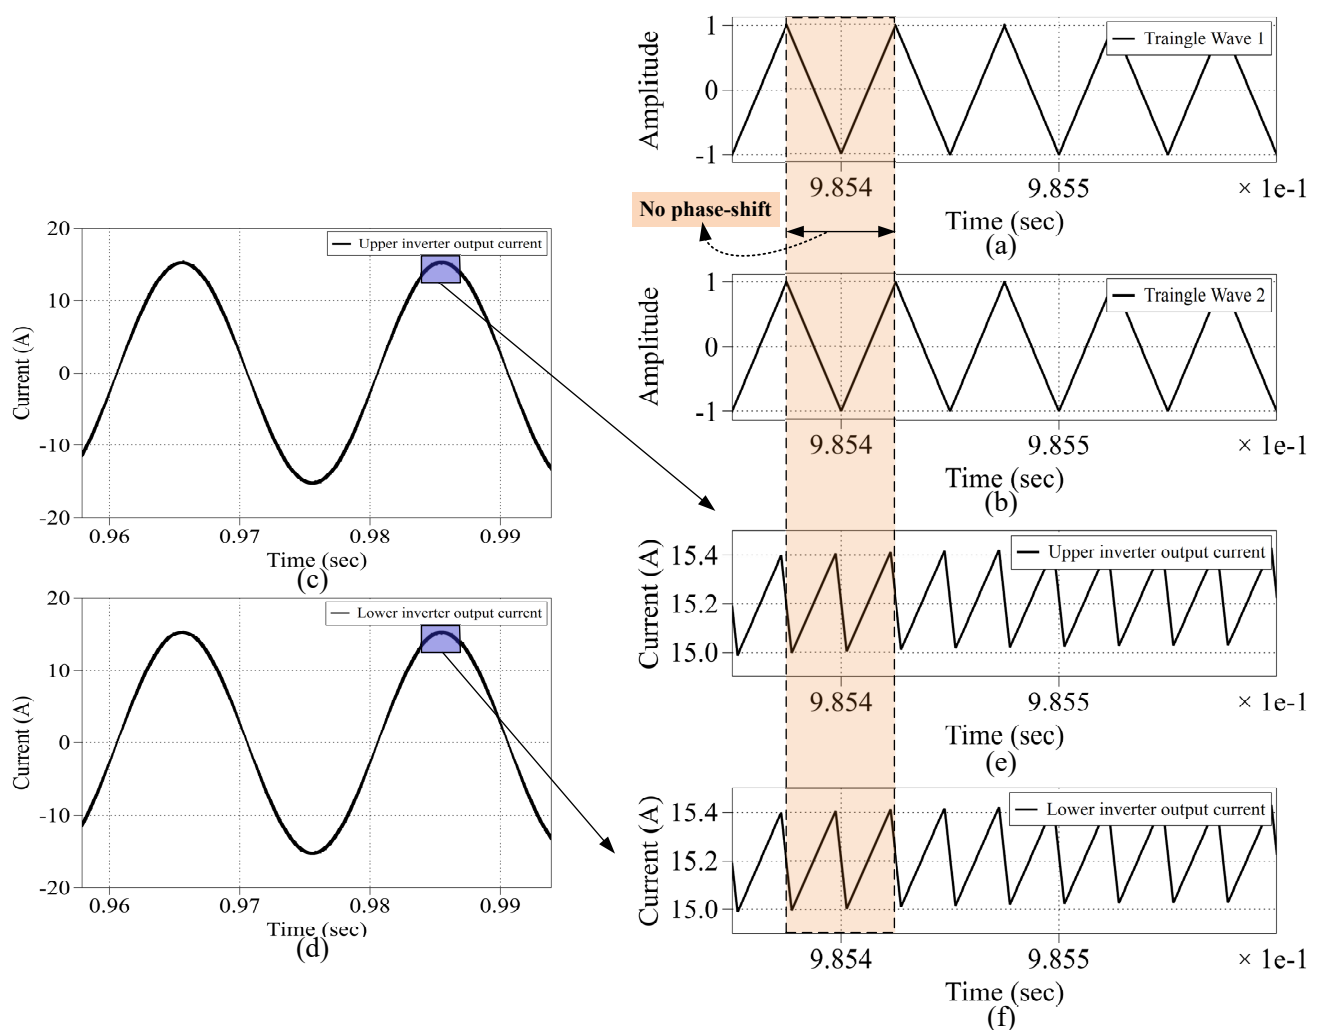 1
0
-1
Amplitude
Traingle Wave 1
9.854
9.855
× 1e-1
Time (sec)
(a)
No phase-shift
1
0
-1
Amplitude
Traingle Wave 2
9.854
9.855
× 1e-1
Time (sec)
(b)
20
10
0
-10
-20
Current (A)
Upper inverter output current
0.96
0.97
0.98
0.99
Time (sec)
(c)
20
10
0
-10
-20
Current (A)
Lower inverter output current
0.96
0.97
0.98
0.99
Time (sec)
(d)
15.4
15.2
15.0
Current (A)
Upper inverter output current
9.854
9.855
× 1e-1
Time (sec)
(e)
15.4
15.2
15.0
Current (A)
Lower inverter output current
9.854
9.855
× 1e-1
Time (sec)
(f)